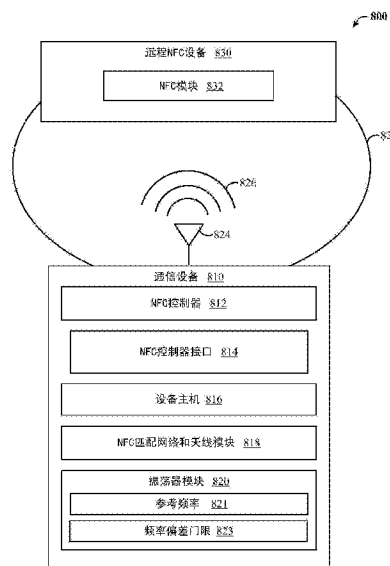 800
远程NFC设备 830
NFC模块 832
826
824
通信设备 810
NFC控制器 812
NFC控制器接口 814
设备主机 816
NFC匹配网络和天线模块 818
振荡器模块 820
参考频率 821
频率偏差门限 823